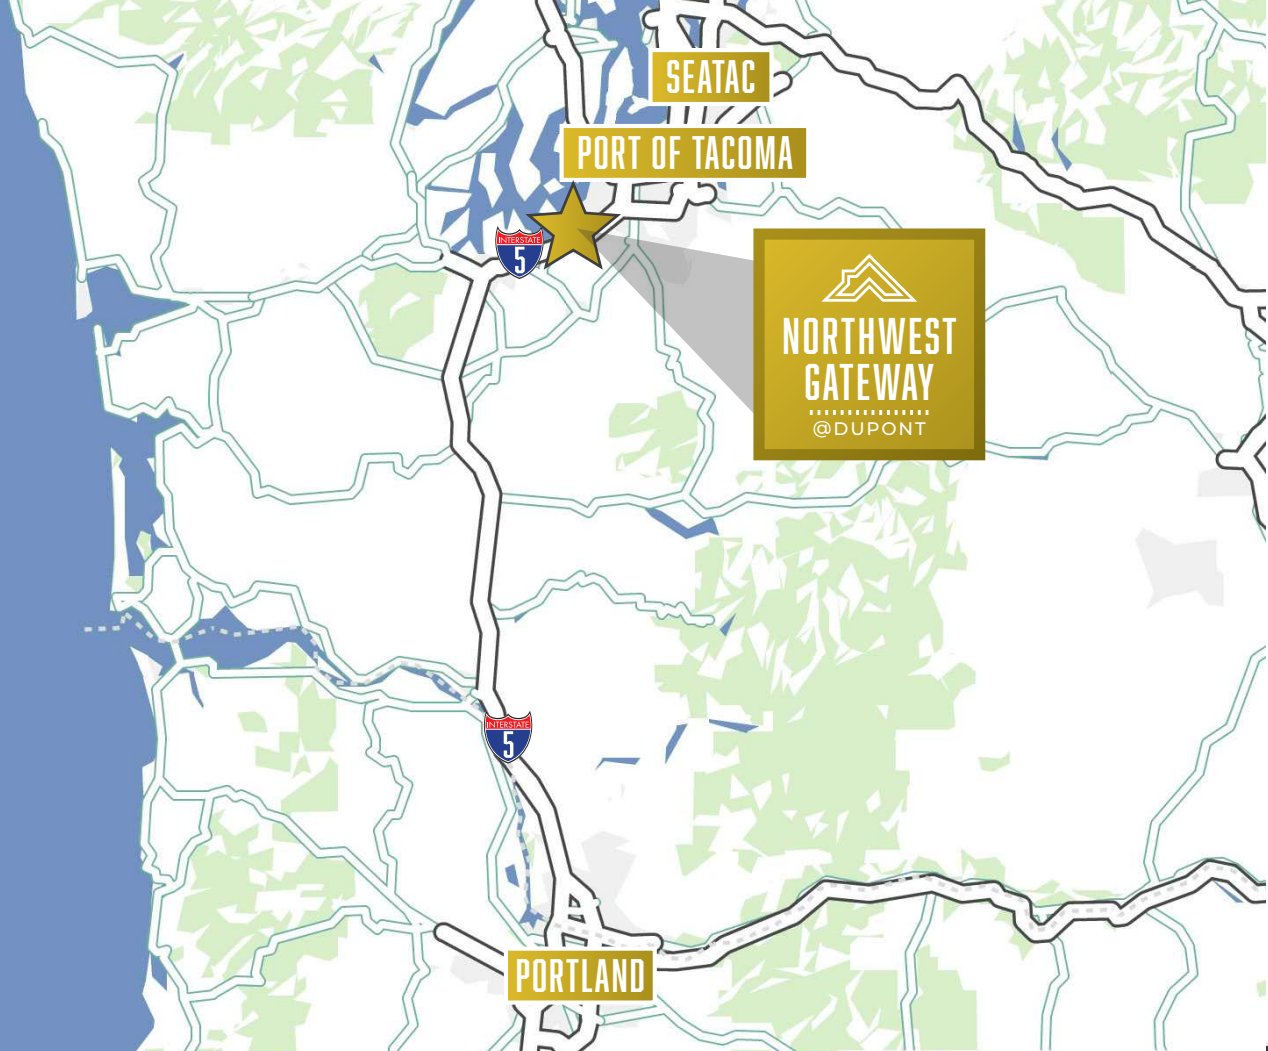 SEATAC
PORT OF TACOMA
INTERSTATE
5
NORTHWEST
GATEWAY
@DUPONT
INTERSTATE
5
PORTLAND